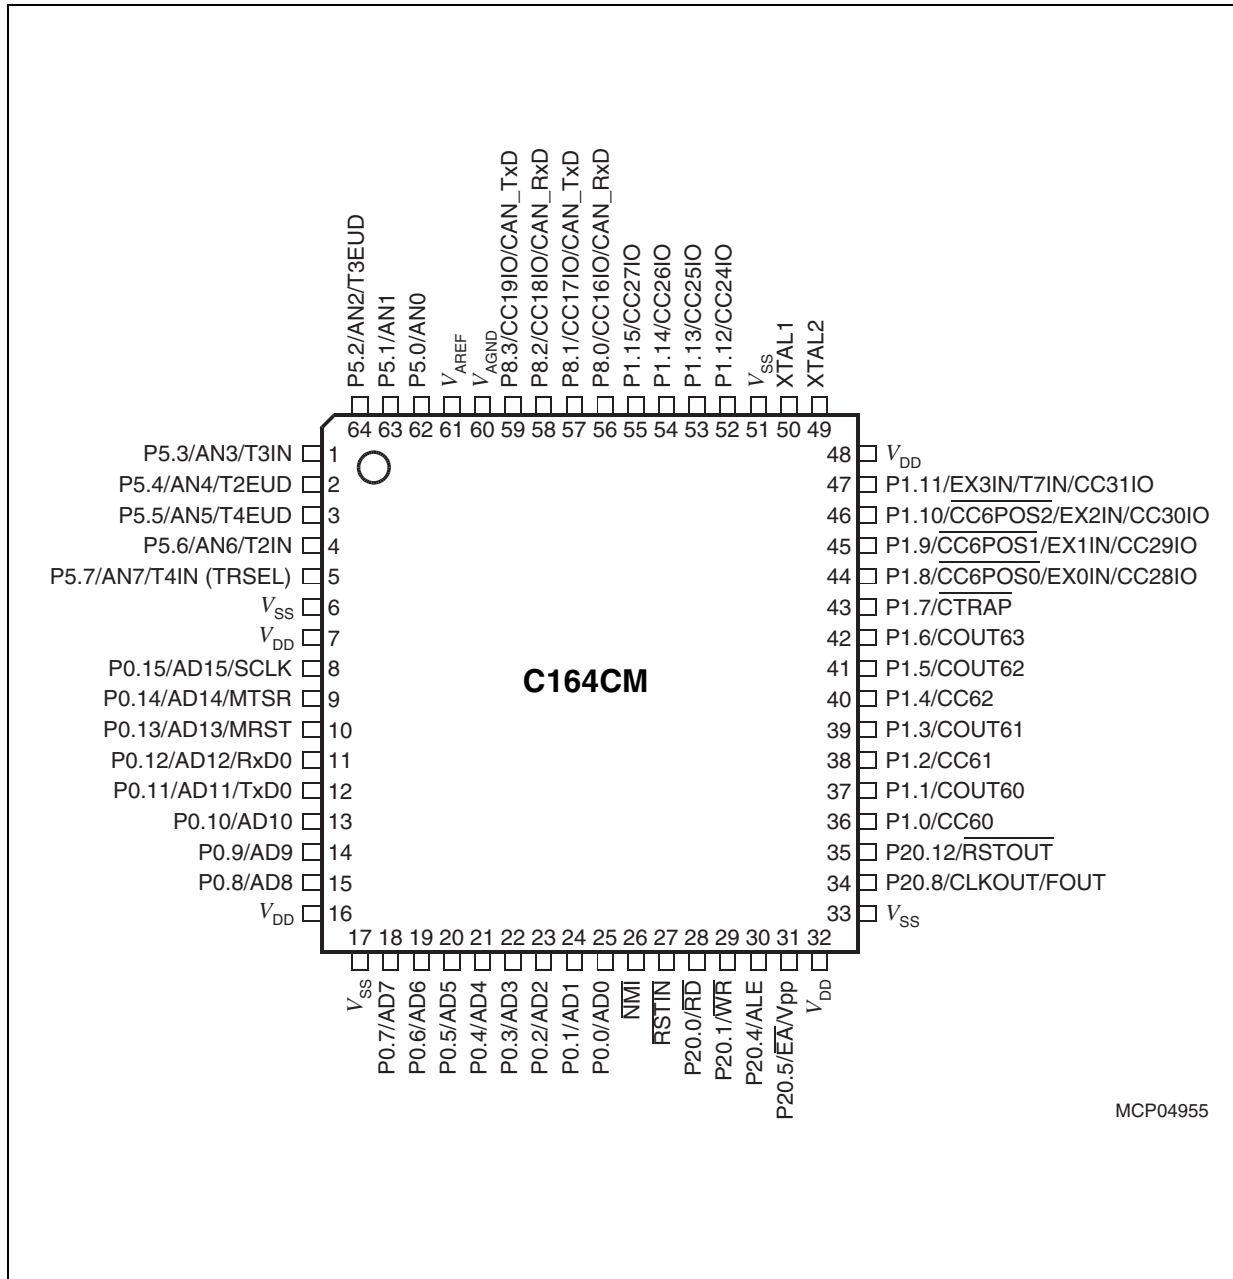 P5.2/AN2/T3EUD
P5.1/AN1
P5.0/AN0
VAREF
VAGND
P8.3/CC19IO/CAN_TxD
P8.2/CC18IO/CAN_RxD
P8.1/CC17IO/CAN_TxD
P8.0/CC16IO/CAN_RxD
P1.15/CC27IO
P1.14/CC26IO
P1.13/CC25IO
P1.12/CC24IO
VSS
XTAL1
XTAL2
64 63 62 61 60 59 58 57 56 55 54 53 52 51 50 49
P5.3/AN3/T3IN 1
P5.4/AN4/T2EUD 2
P5.5/AN5/T4EUD 3
P5.6/AN6/T2IN 4
P5.7/AN7/T4IN (TRSEL) 5
VSS 6
VDD 7
P0.15/AD15/SCLK 8
P0.14/AD14/MTSR 9
P0.13/AD13/MRST 10
P0.12/AD12/RxD0 11
P0.11/AD11/TxD0 12
P0.10/AD10 13
P0.9/AD9 14
P0.8/AD8 15
VDD 16
C164CM
48 VDD
47 P1.11/EX3IN/T7IN/CC31IO
46 P1.10/CC6POS2/EX2IN/CC30IO
45 P1.9/CC6POS1/EX1IN/CC29IO
44 P1.8/CC6POS0/EX0IN/CC28IO
43 P1.7/CTRAP
42 P1.6/COUT63
41 P1.5/COUT62
40 P1.4/CC62
39 P1.3/COUT61
38 P1.2/CC61
37 P1.1/COUT60
36 P1.0/CC60
35 P20.12/RSTOUT
34 P20.8/CLKOUT/FOUT
33 VSS
17 18 19 20 21 22 23 24 25 26 27 28 29 30 31 32
VSS
P0.7/AD7
P0.6/AD6
P0.5/AD5
P0.4/AD4
P0.3/AD3
P0.2/AD2
P0.1/AD1
P0.0/AD0
NMI
RSTIN
P20.0/RD
P20.1/WR
P20.4/ALE
P20.5/EA/Vpp
VDD
MCP04955